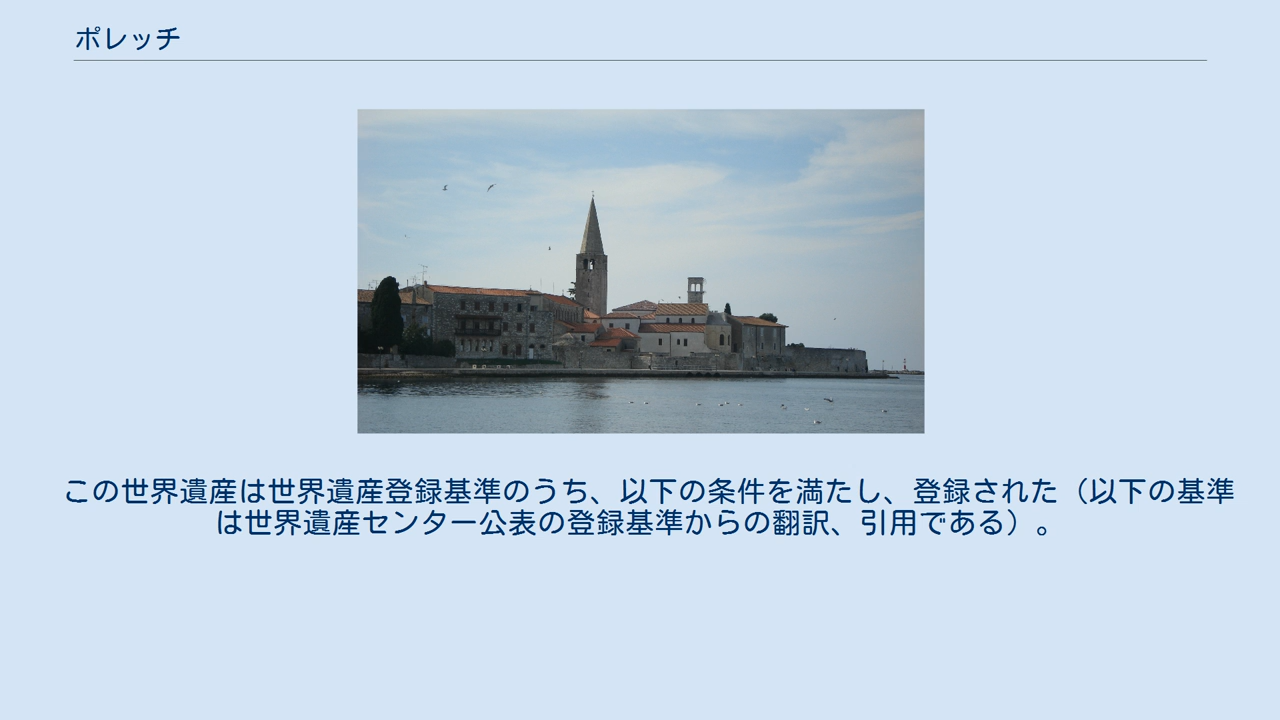 ポレッチ
この世界遺産は世界遺産登録基準のうち、以下の条件を満たし、登録された（以下の基準
は世界遺産センター公表の登録基準からの翻訳、引用である）。